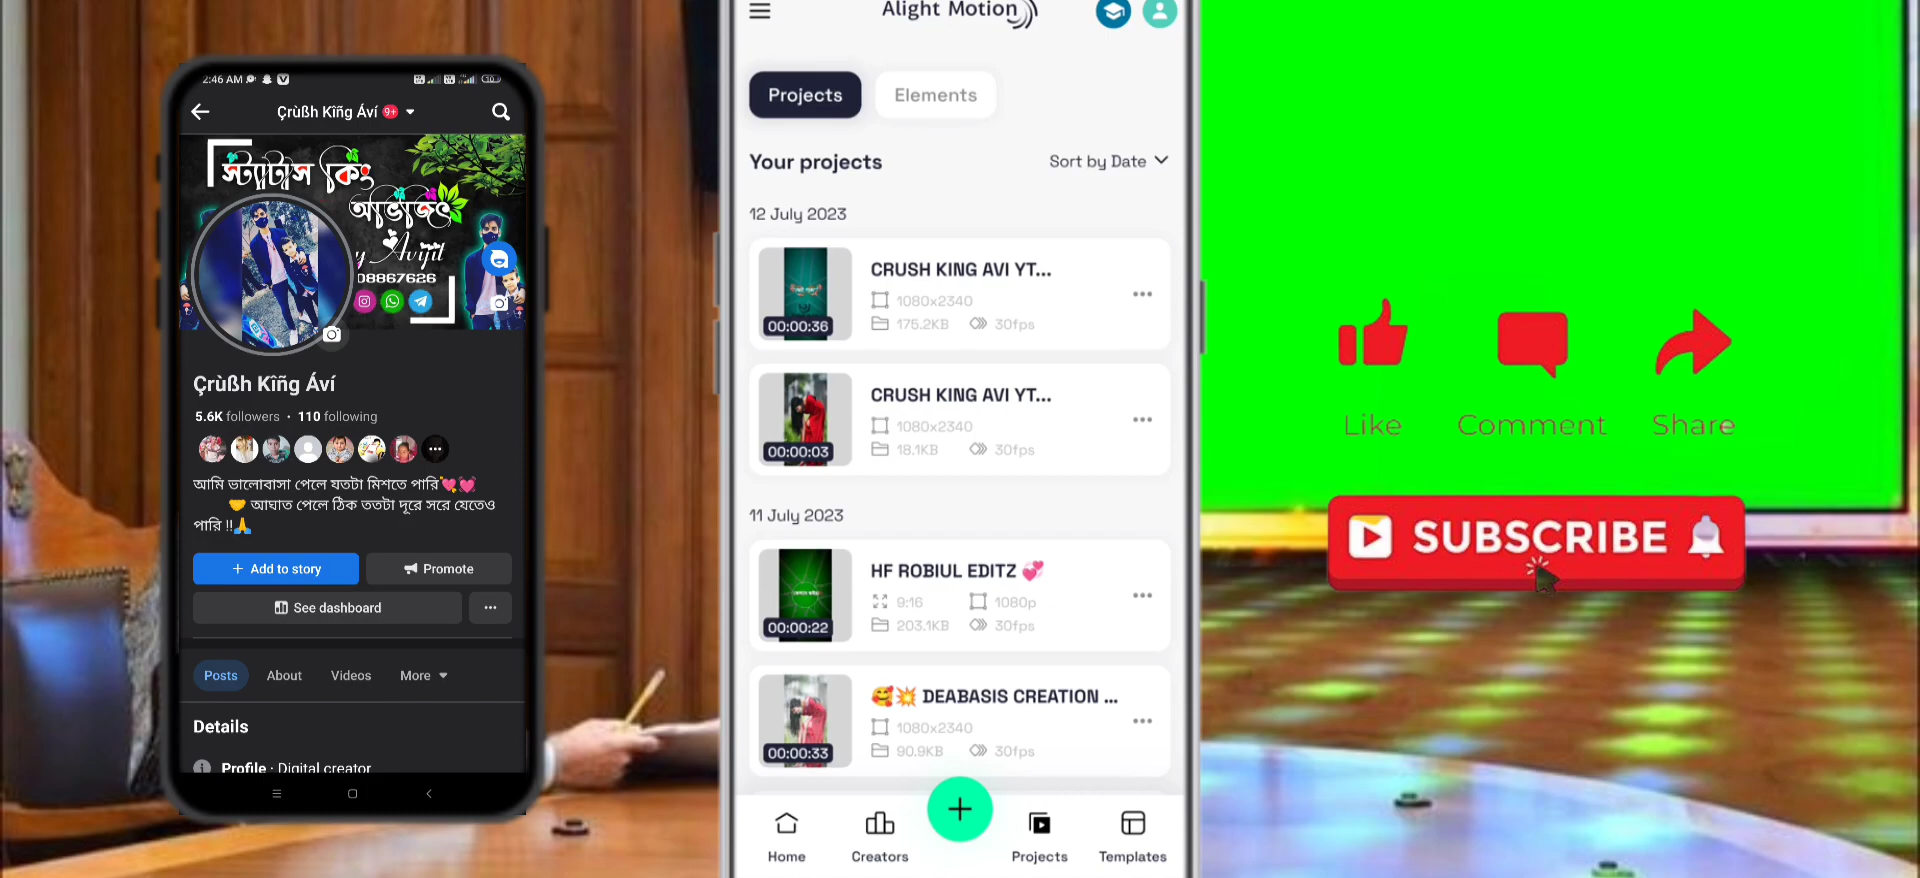 2:46 AM
Çrùßh Kîñg Áví 9+
স্ট্যাটাস কিং
অভিজিৎ
y Avijit
08867626
Çrùßh Kîñg Áví
5.6K followers • 110 following
আমি ভালোবাসা পেলে যতটা মিশতে পারি💘💓
🤝 আঘাত পেলে ঠিক ততটা দূরে সরে যেতেও
পারি !!🙏
+ Add to story
Promote
See dashboard
Posts About Videos More
Details
Profile · Digital creator
Alight Motion
Projects Elements
Your projects Sort by Date
12 July 2023
CRUSH KING AVI YT...
1080x2340
175.2KB 30fps
00:00:36
CRUSH KING AVI YT...
1080x2340
18.1KB 30fps
00:00:03
11 July 2023
HF ROBIUL EDITZ 💞
9:16 1080p
203.1KB 30fps
00:00:22
🥰💥 DEABASIS CREATION ...
1080x2340
90.9KB 30fps
00:00:33
Home Creators Projects Templates
Like Comment Share
SUBSCRIBE